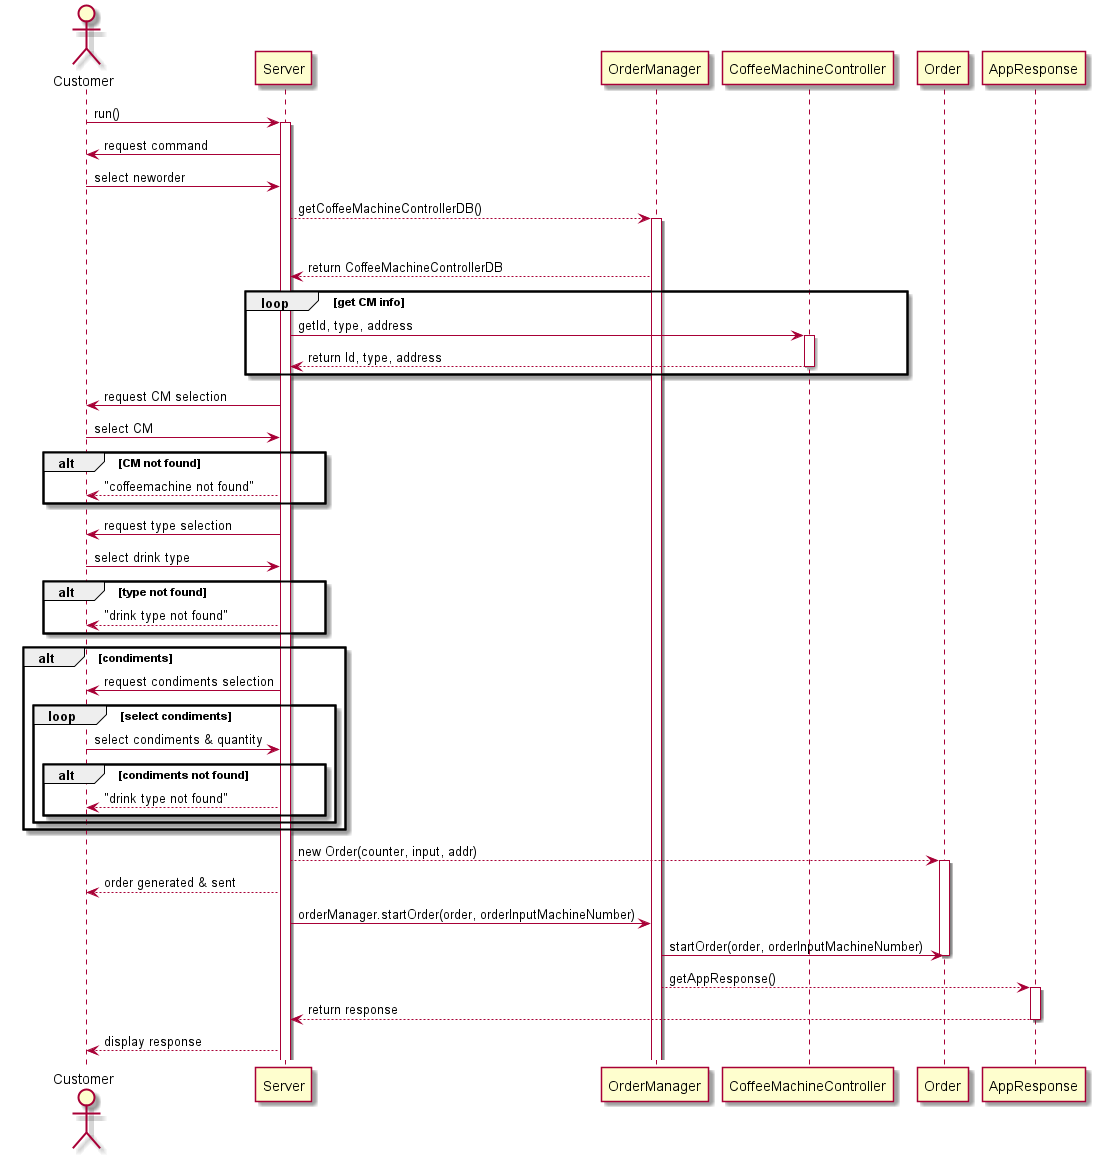 Customer
Server
OrderManager
CoffeeMachineController
Order
AppResponse
run()
request command
select neworder
getCoffeeMachineControllerDB()
return CoffeeMachineControllerDB
loop [get CM info]
getId, type, address
return Id, type, address
request CM selection
select CM
alt [CM not found]
"coffeemachine not found"
request type selection
select drink type
alt [type not found]
"drink type not found"
alt [condiments]
request condiments selection
loop [select condiments]
select condiments & quantity
alt [condiments not found]
"drink type not found"
new Order(counter, input, addr)
order generated & sent
orderManager.startOrder(order, orderInputMachineNumber)
startOrder(order, orderInputMachineNumber)
getAppResponse()
return response
display response
Customer
Server
OrderManager
CoffeeMachineController
Order
AppResponse